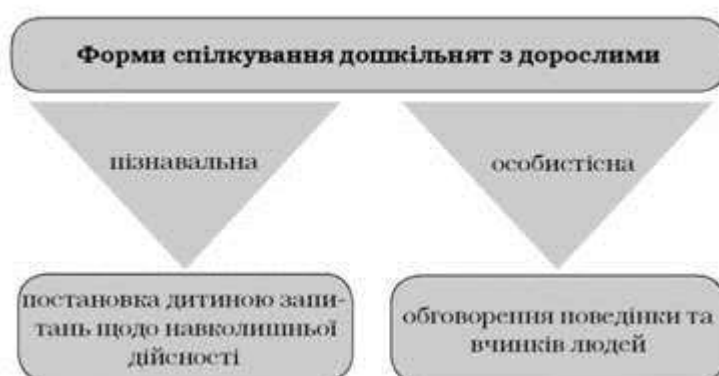 Форми спілкування дошкільнят з дорослими
пізнавальна
особистісна
постановка дитиною запи-
тань щодо навколишньої
дійсності
обговорення поведінки та
вчинків людей